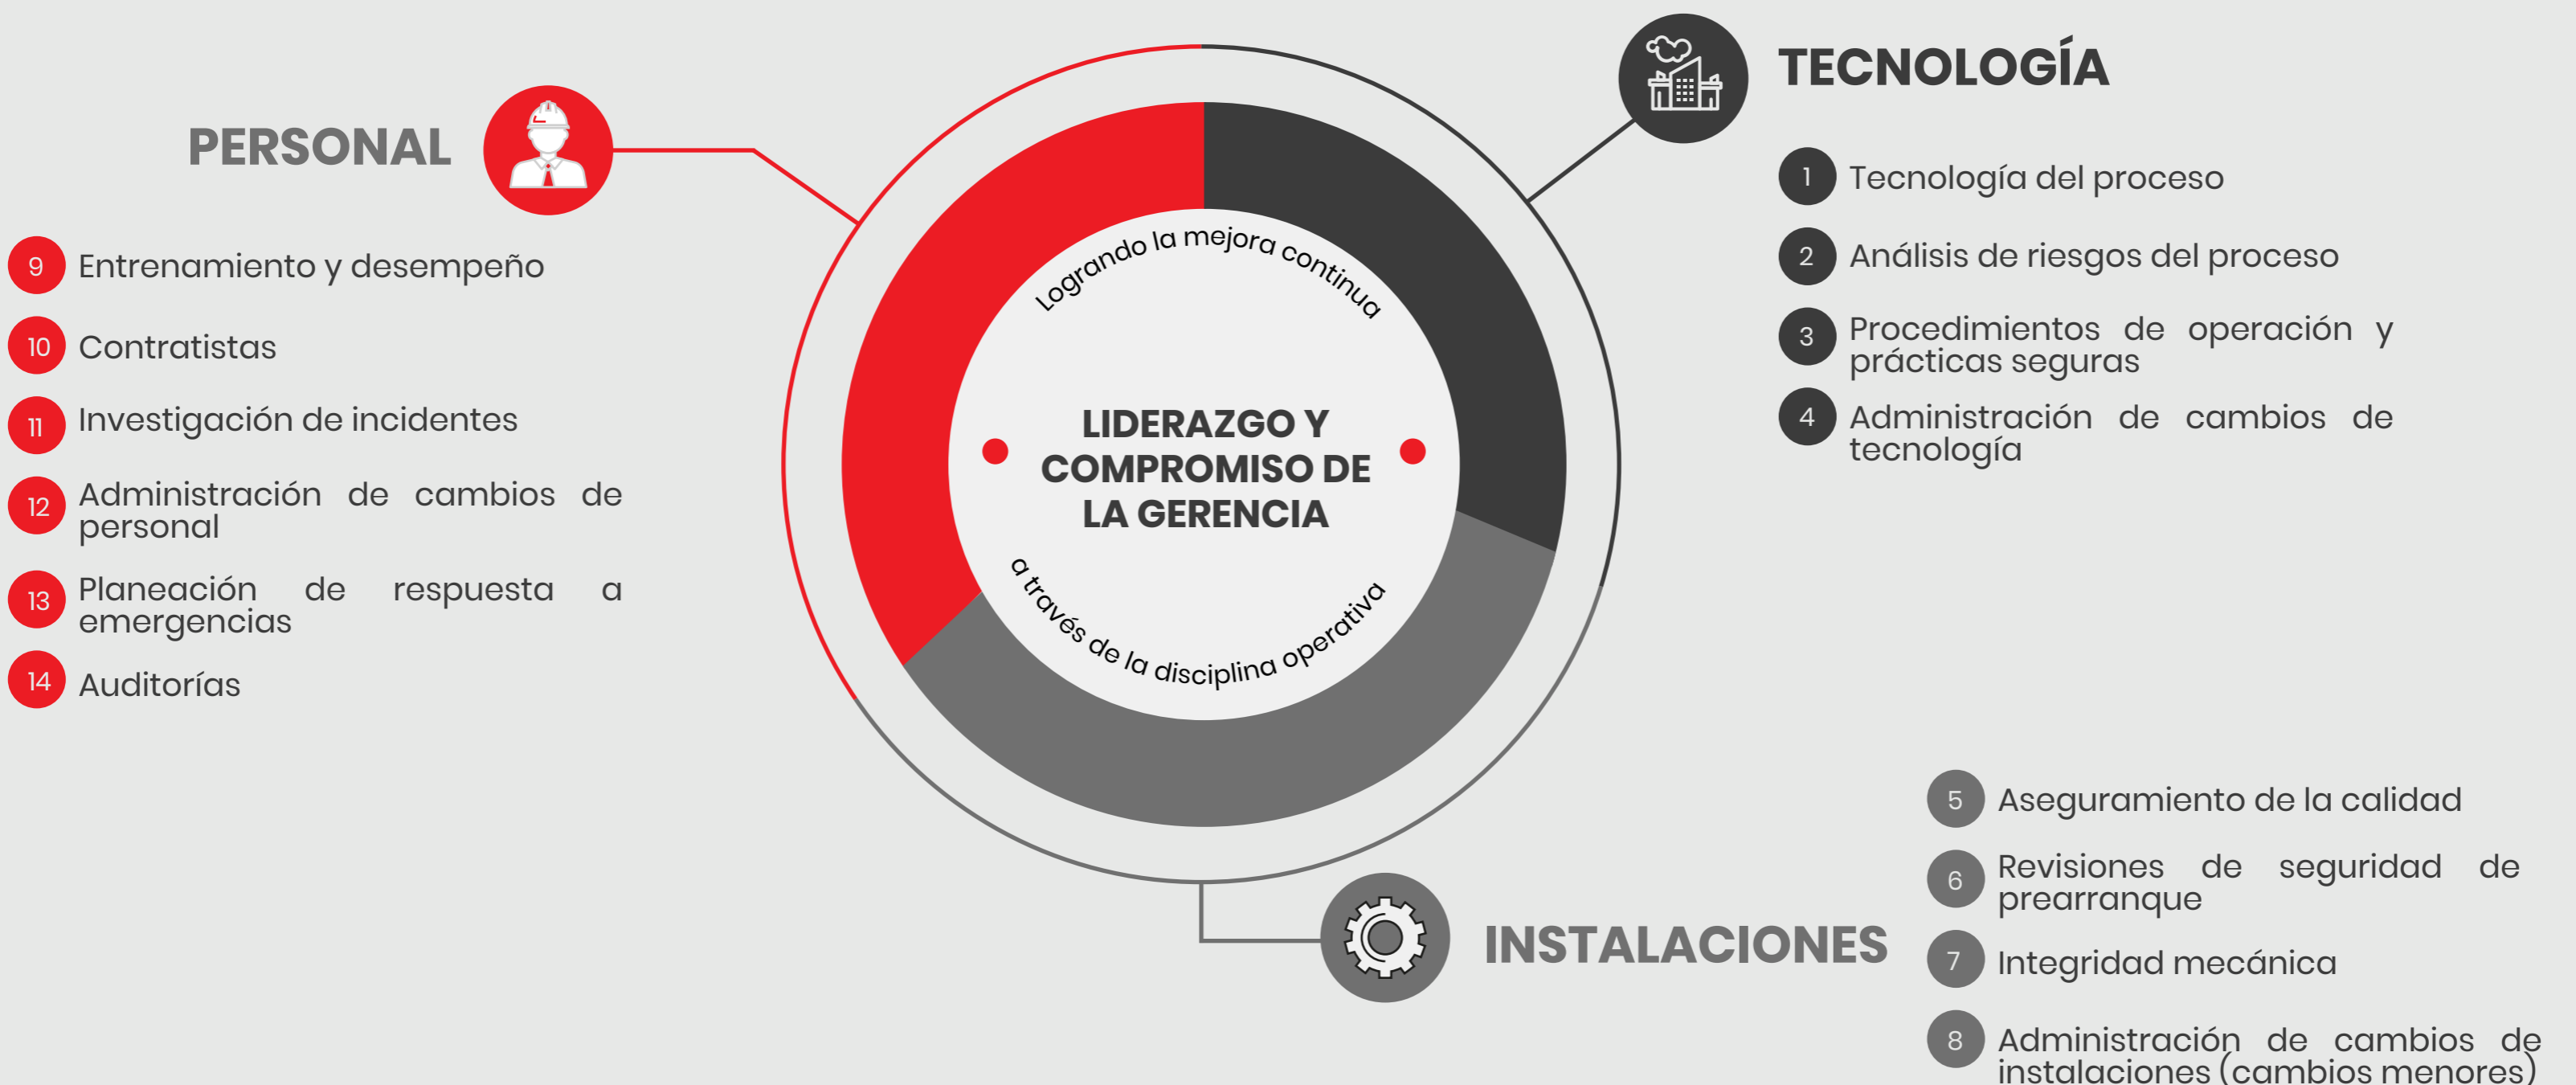 PERSONAL
9 Entrenamiento y desempeño
10 Contratistas
11 Investigación de incidentes
12 Administración de cambios de
personal
13 Planeación de respuesta a
emergencias
14 Auditorías
Logrando la mejora continua
LIDERAZGO Y
COMPROMISO DE
LA GERENCIA
a través de la disciplina operativa
TECNOLOGÍA
1 Tecnología del proceso
2 Análisis de riesgos del proceso
3 Procedimientos de operación y
prácticas seguras
4 Administración de cambios de
tecnología
INSTALACIONES
5 Aseguramiento de la calidad
6 Revisiones de seguridad de
prearranque
7 Integridad mecánica
8 Administración de cambios de
instalaciones (cambios menores)